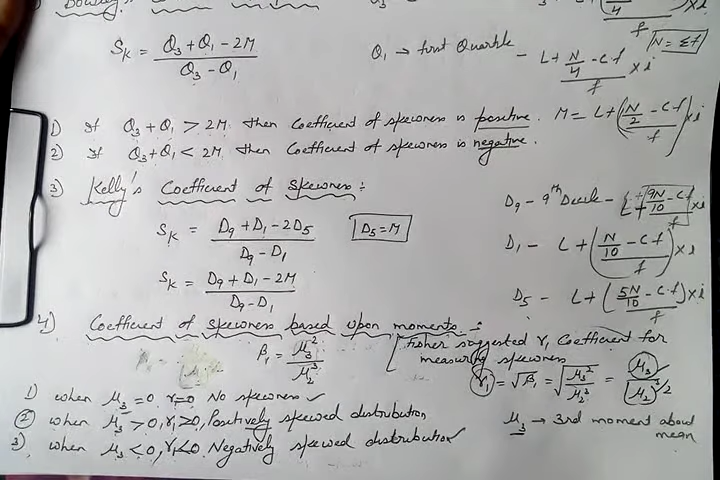 Sk = (Q3 + Q1 - 2M) / (Q3 - Q1)
Q1 → first Quartile - L + (N/4 - c.f)/f × i
N = Σf
1) If Q3 + Q1 > 2M then Coefficient of skewness is positive. M = L + ((N/2 - c.f)/f) × i
2) If Q3 + Q1 < 2M then Coefficient of skewness is negative.
3) Kelly's Coefficient of Skewness :-
D9 - 9th Decile - L + (9N/10 - c.f)/f × i
Sk = (D9 + D1 - 2D5) / (D9 - D1)
D5 = M
D1 - L + ((N/10 - c.f)/f) × i
Sk = (D9 + D1 - 2M) / (D9 - D1)
D5 - L + ((5N/10 - c.f)/f) × i
4) Coefficient of skewness based upon moments :-
β1 = μ3² / μ2³
Fisher suggested γ1 Coefficient for
measuring skewness
γ1 = √β1 = √(μ3²/μ2³) = μ3 / (μ2)^3/2
1) when μ3 = 0 γ=0 No skewness ✓
2) when μ3 > 0, γ1>0, Positively skewed distribution
μ3 → 3rd moment about
mean
3) when μ3 < 0, γ1<0 Negatively skewed distribution ✓